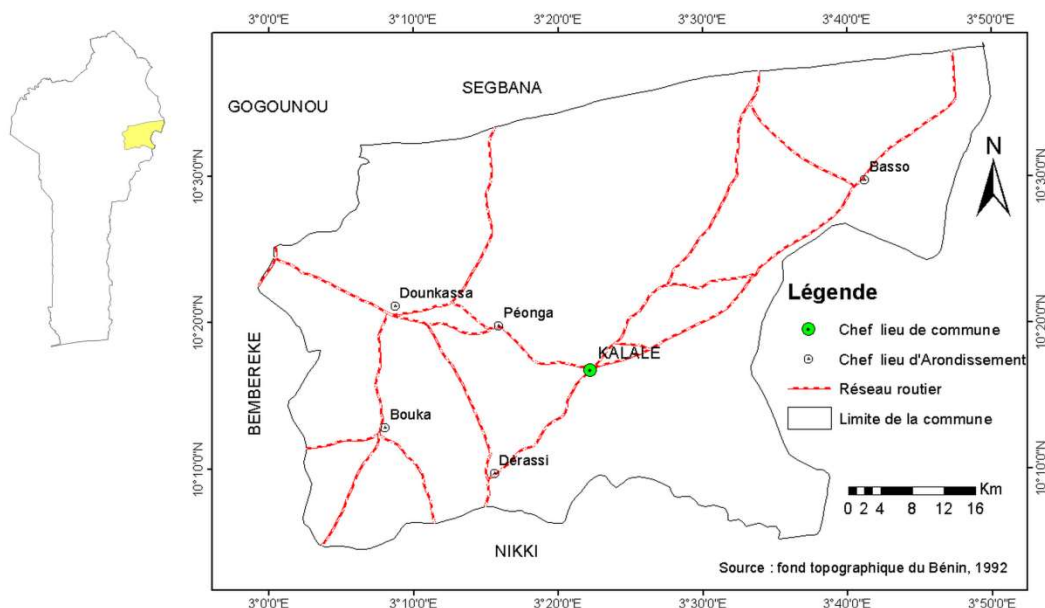 3°0'0"E 3°10'0"E 3°20'0"E 3°30'0"E 3°40'0"E 3°50'0"E
SEGBANA
GOGOUNOU
N
10°30'0"N
Basso
10°30'0"N
Dounkassa
Légende
Péonga
10°20'0"N
10°20'0"N
Chef lieu de commune
KALALE
Chef lieu d'Arondissement
Réseau routier
BEMBEREKE
Bouka
Limite de la commune
Dérassi
10°10'0"N
10°10'0"N
Km
0 2 4 8 12 16
NIKKI
Source : fond topographique du Bénin, 1992
3°0'0"E 3°10'0"E 3°20'0"E 3°30'0"E 3°40'0"E 3°50'0"E